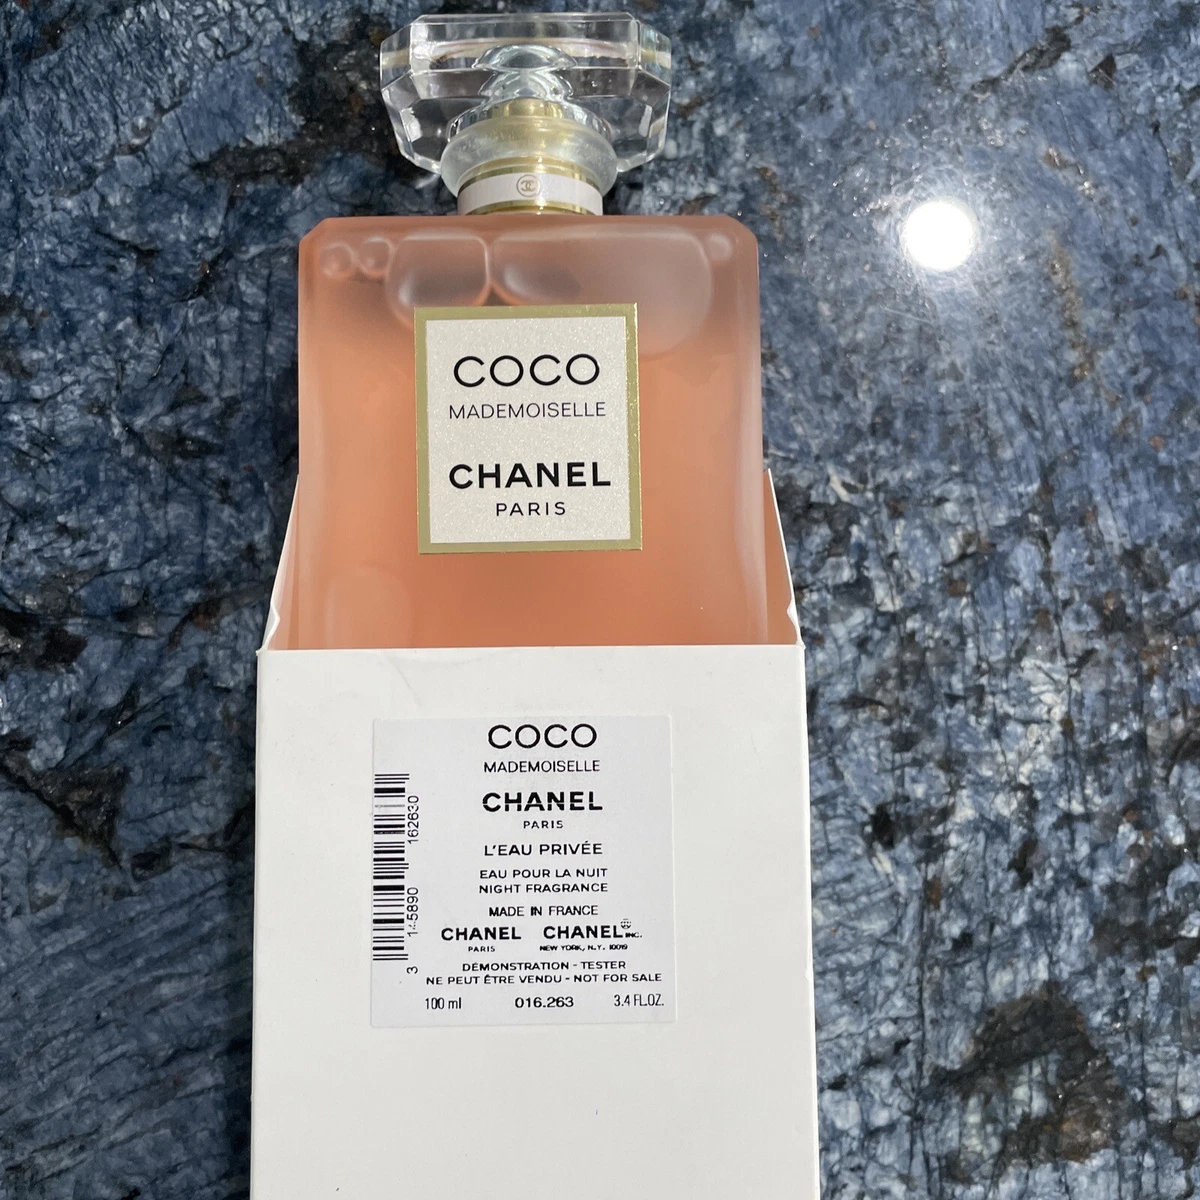 COCO
MADEMOISELLE
CHANEL
PARIS
COCO
MADEMOISELLE
CHANEL
PARIS
L'EAU PRIVÉE
EAU POUR LA NUIT
NIGHT FRAGRANCE
MADE IN FRANCE
CHANEL CHANEL INC.
PARIS NEW YORK, N.Y. 10019
DÉMONSTRATION - TESTER
NE PEUT ÊTRE VENDU - NOT FOR SALE
100 ml 016.263 3.4 FL.OZ.
3 145890 162630